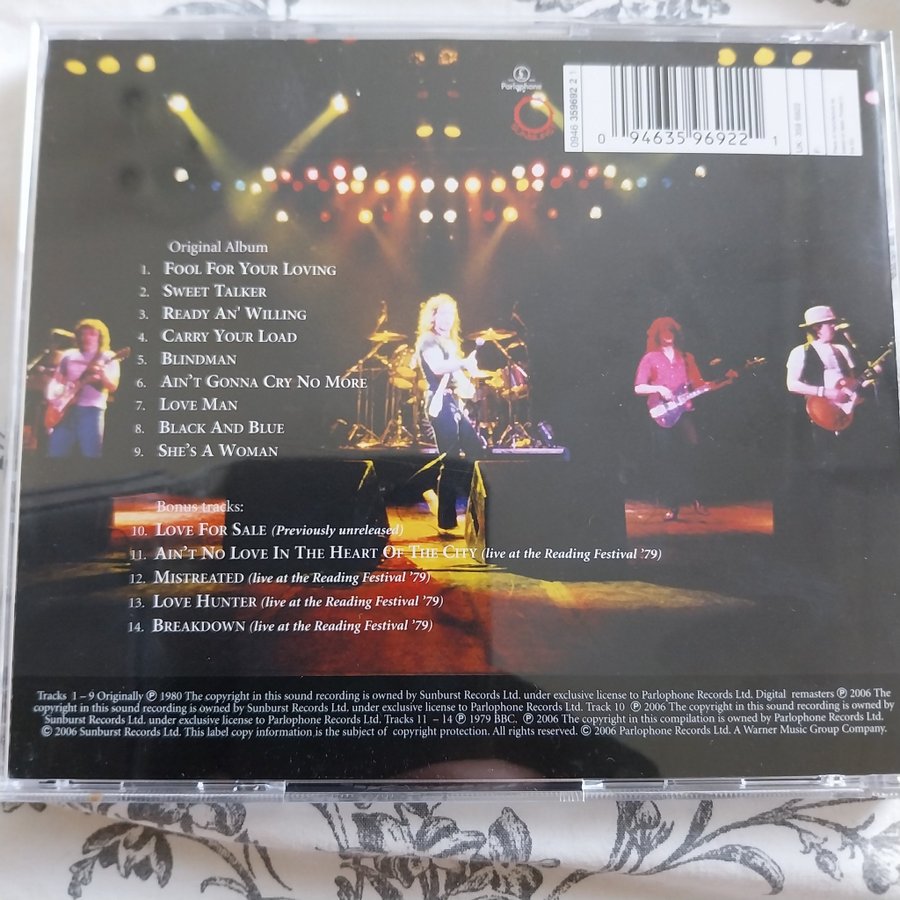 Parlophone
0946 359692 2 1
0 94635 96922 1
Original Album
1. FOOL FOR YOUR LOVING
2. SWEET TALKER
3. READY AN' WILLING
4. CARRY YOUR LOAD
5. BLINDMAN
6. AIN'T GONNA CRY NO MORE
7. LOVE MAN
8. BLACK AND BLUE
9. SHE'S A WOMAN
Bonus tracks:
10. LOVE FOR SALE (Previously unreleased)
11. AIN'T NO LOVE IN THE HEART OF THE CITY (live at the Reading Festival '79)
12. MISTREATED (live at the Reading Festival '79)
13. LOVE HUNTER (live at the Reading Festival '79)
14. BREAKDOWN (live at the Reading Festival '79)
Tracks 1 – 9 Originally ℗ 1980 The copyright in this sound recording is owned by Sunburst Records Ltd. under exclusive license to Parlophone Records Ltd. Digital remasters ℗ 2006 The
copyright in this sound recording is owned by Sunburst Records Ltd. under exclusive license to Parlophone Records Ltd. Track 10 ℗ 2006 The copyright in this sound recording is owned by
Sunburst Records Ltd. under exclusive license to Parlophone Records Ltd. Tracks 11 – 14 ℗ 1979 BBC. ℗ 2006 The copyright in this compilation is owned by Parlophone Records Ltd.
© 2006 Sunburst Records Ltd. This label copy information is the subject of copyright protection. All rights reserved. © 2006 Parlophone Records Ltd. A Warner Music Group Company.